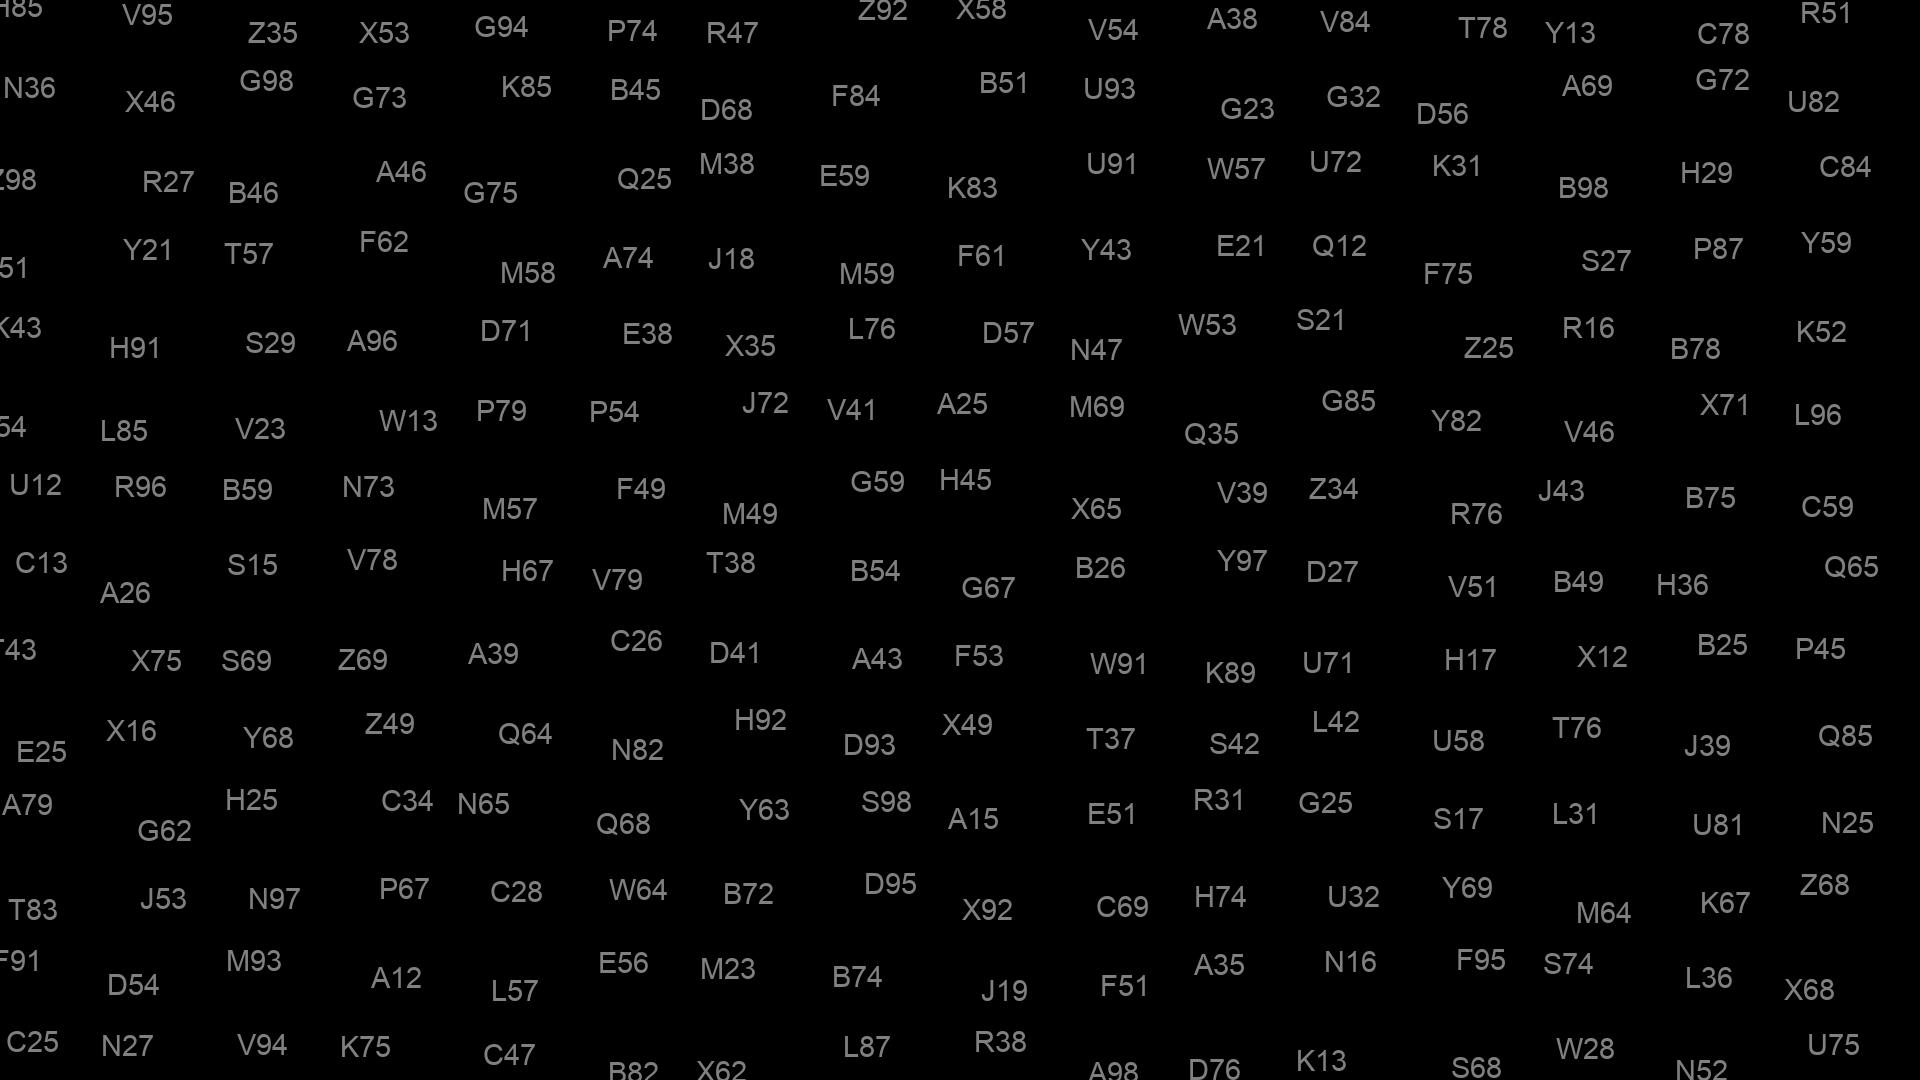 H85 V95 Z35 X53 G94 P74 R47 Z92 X58 V54 A38 V84 T78 Y13 C78 R51
N36 X46 G98 G73 K85 B45 D68 F84 B51 U93 G23 G32 D56 A69 G72 U82
Z98 R27 B46 A46 G75 Q25 M38 E59 K83 U91 W57 U72 K31 B98 H29 C84
51 Y21 T57 F62 M58 A74 J18 M59 F61 Y43 E21 Q12 F75 S27 P87 Y59
K43 H91 S29 A96 D71 E38 X35 L76 D57 N47 W53 S21 Z25 R16 B78 K52
54 L85 V23 W13 P79 P54 J72 V41 A25 M69 Q35 G85 Y82 V46 X71 L96
U12 R96 B59 N73 M57 F49 M49 G59 H45 X65 V39 Z34 R76 J43 B75 C59
C13 A26 S15 V78 H67 V79 T38 B54 G67 B26 Y97 D27 V51 B49 H36 Q65
T43 X75 S69 Z69 A39 C26 D41 A43 F53 W91 K89 U71 H17 X12 B25 P45
E25 X16 Y68 Z49 Q64 N82 H92 D93 X49 T37 S42 L42 U58 T76 J39 Q85
A79 G62 H25 C34 N65 Q68 Y63 S98 A15 E51 R31 G25 S17 L31 U81 N25
T83 J53 N97 P67 C28 W64 B72 D95 X92 C69 H74 U32 Y69 M64 K67 Z68
F91 D54 M93 A12 L57 E56 M23 B74 J19 F51 A35 N16 F95 S74 L36 X68
C25 N27 V94 K75 C47 B82 X62 L87 R38 A98 D76 K13 S68 W28 N52 U75